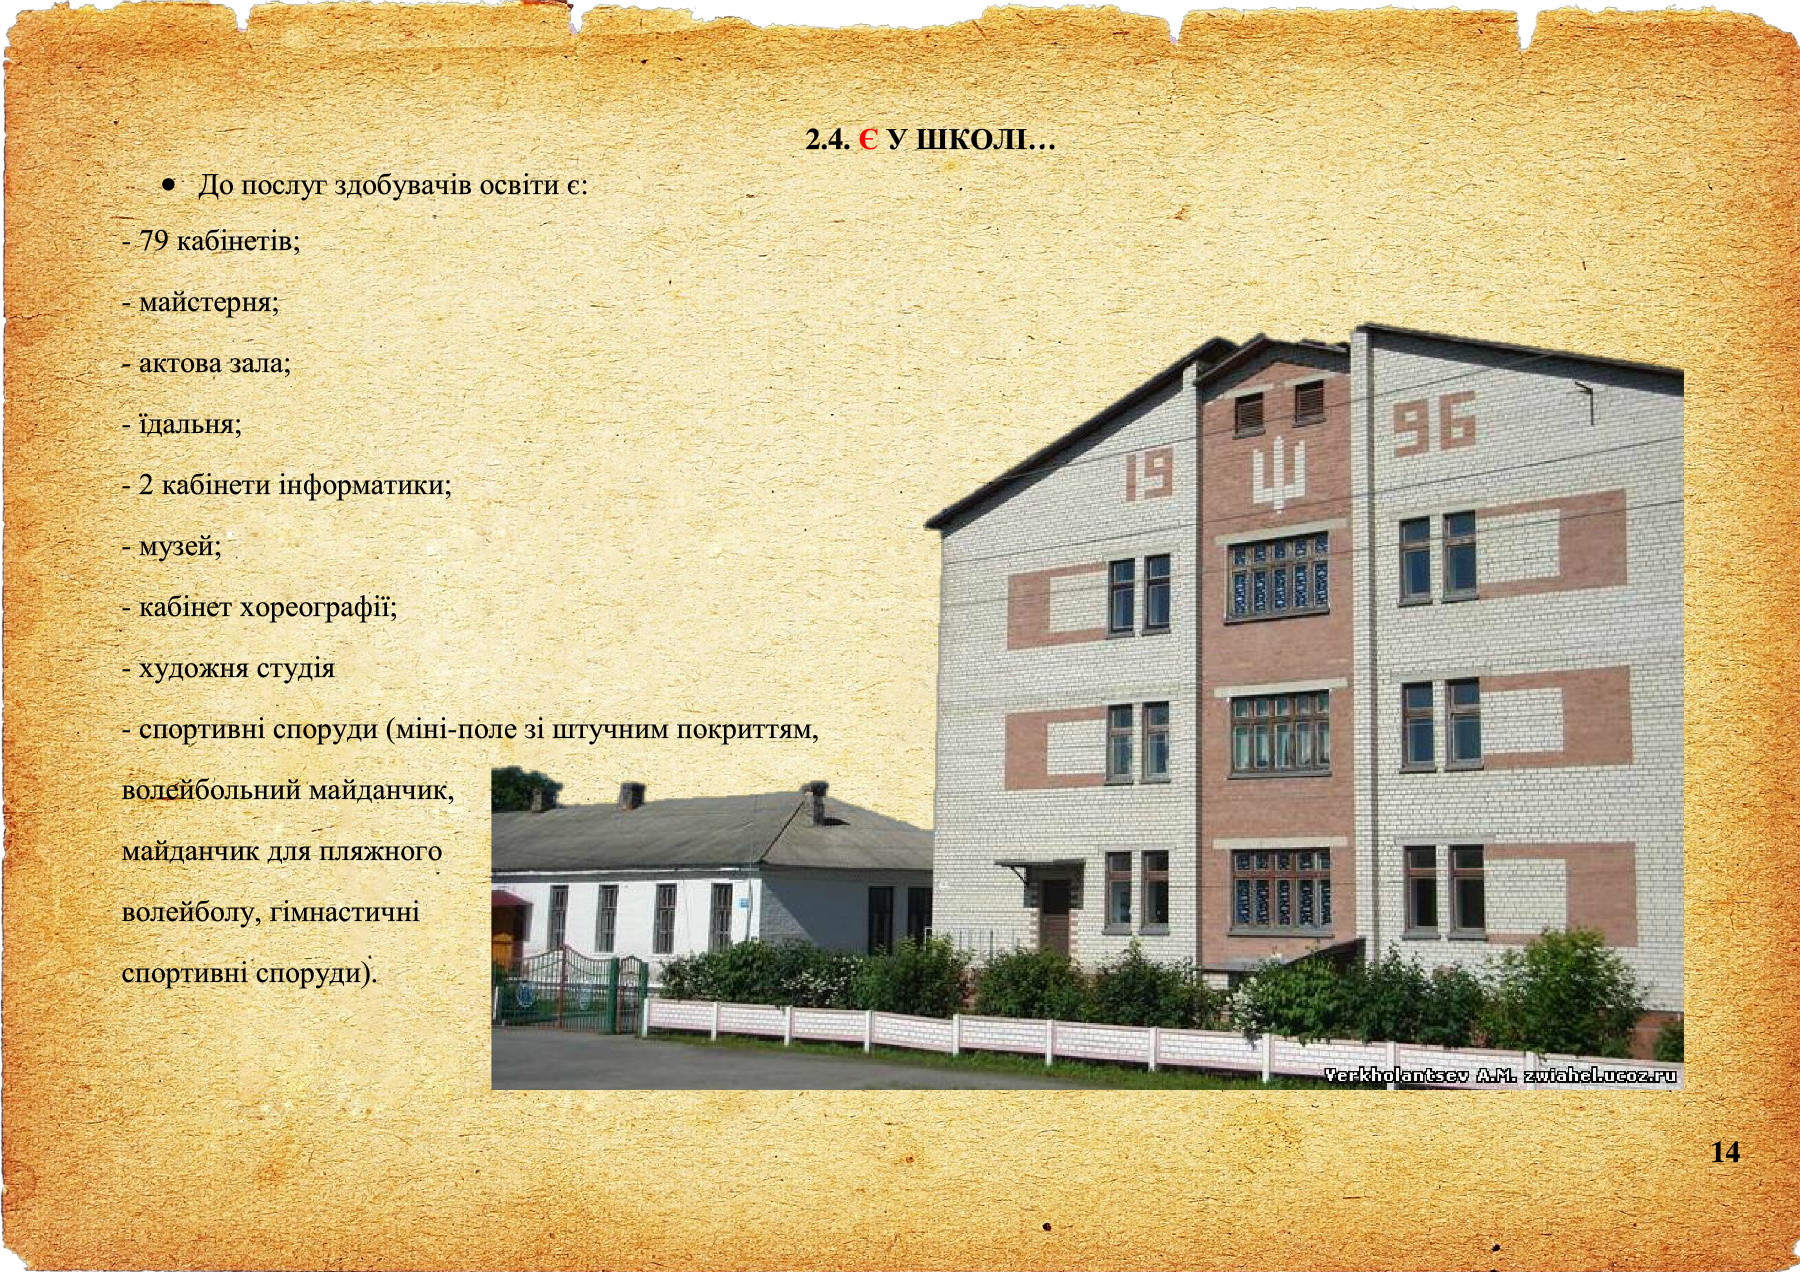 2.4. Є У ШКОЛІ…
• До послуг здобувачів освіти є:
- 79 кабінетів;
- майстерня;
- актова зала;
- їдальня;
- 2 кабінети інформатики;
- музей;
- кабінет хореографії;
- художня студія
- спортивні споруди (міні-поле зі штучним покриттям,
волейбольний майданчик,
майданчик для пляжного
волейболу, гімнастичні
спортивні споруди).
19 96
Verkholantsev A.M. zwiahel.ucoz.ru
14